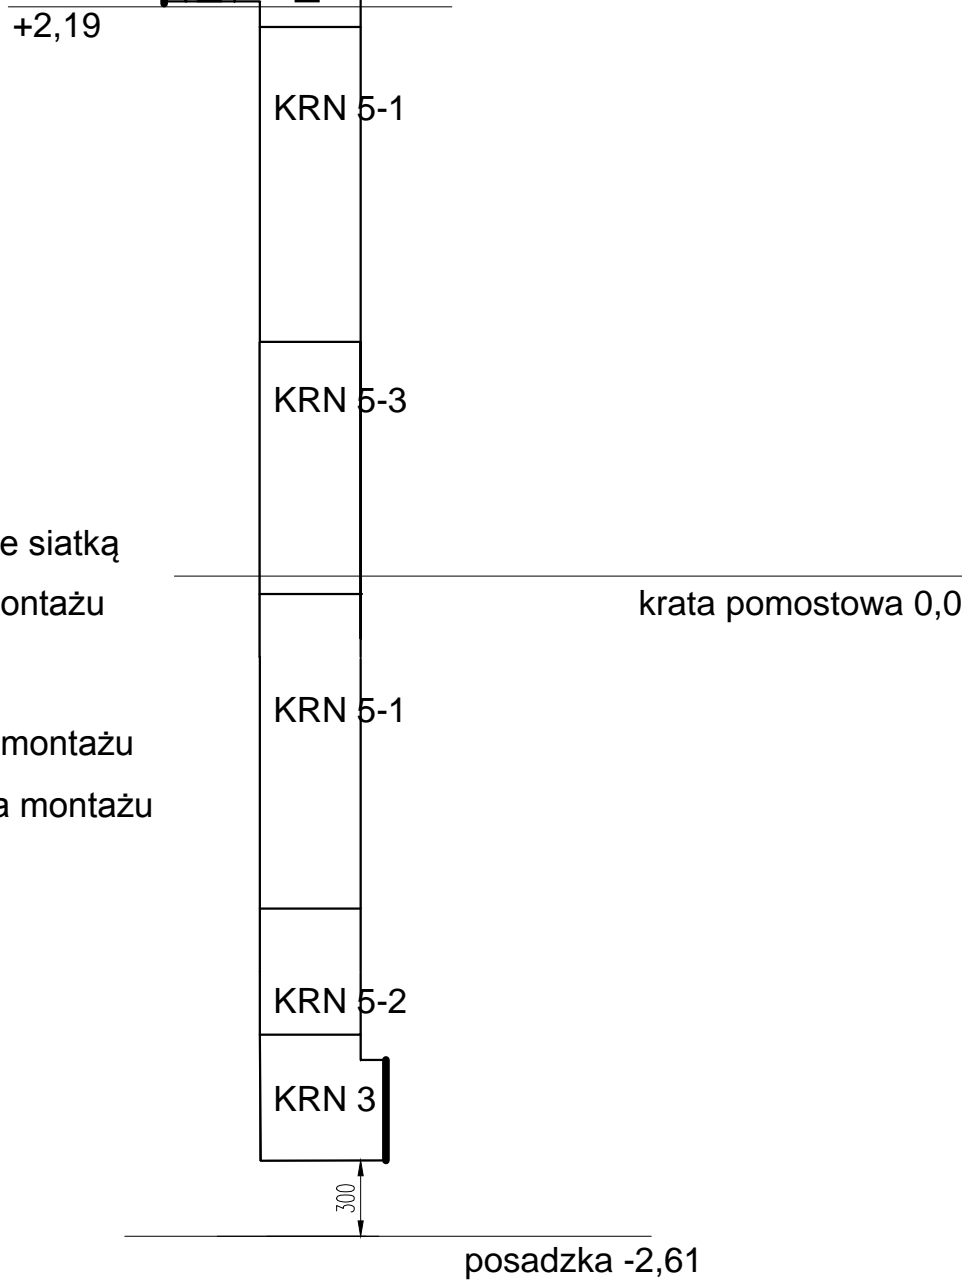 +2,19
KRN 5-1
KRN 5-3
e siatką
ontażu
krata pomostowa 0,0
KRN 5-1
montażu
a montażu
KRN 5-2
KRN 3
300
posadzka -2,61